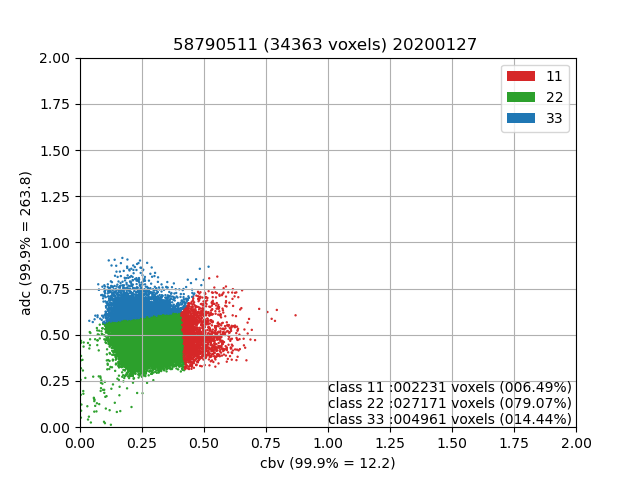 58790511 (34363 voxels) 20200127
2.00
1.75
1.50
1.25
1.00
0.75
0.50
0.25
0.00
adc (99.9% = 263.8)
11
22
33
class 11 :002231 voxels (006.49%)
class 22 :027171 voxels (079.07%)
class 33 :004961 voxels (014.44%)
0.00 0.25 0.50 0.75 1.00 1.25 1.50 1.75 2.00
cbv (99.9% = 12.2)